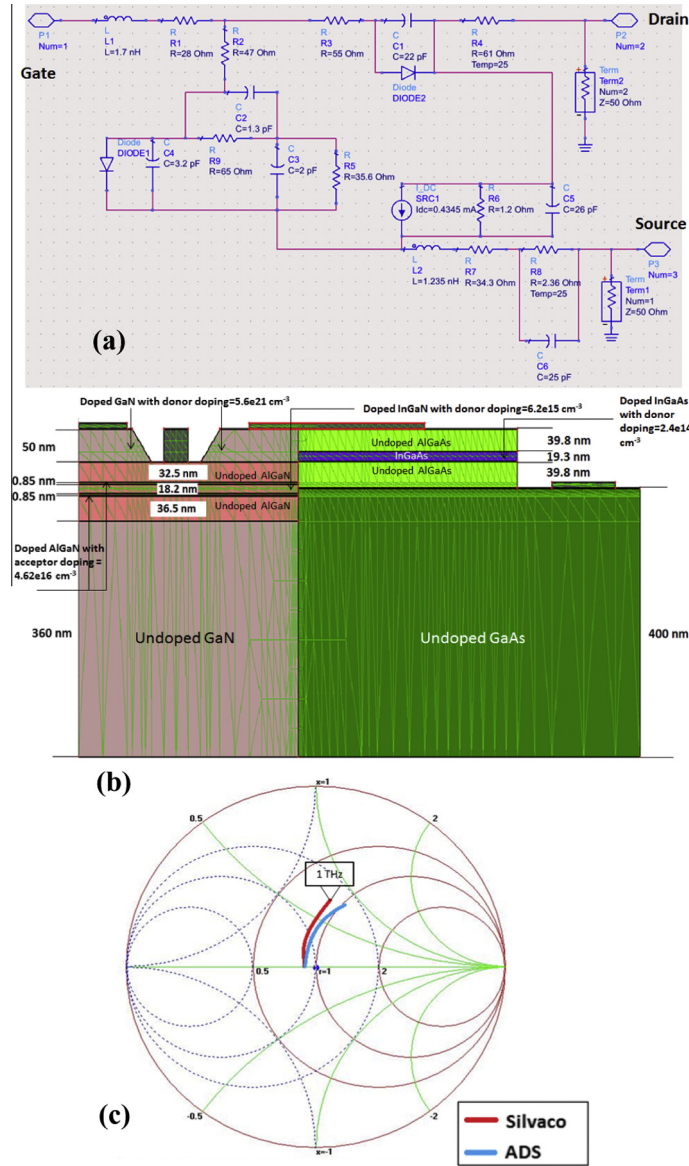 P1
Num=1
L
L1
L=1.7 nH
R
R1
R=28 Ohm
R
R2
R=47 Ohm
R
R3
R=55 Ohm
C
C1
C=22 pF
Diode
DIODE2
R
R4
R=61 Ohm
Temp=25
Drain
P2
Num=2
Term
Term2
Num=2
Z=50 Ohm
Gate
C
C2
C=1.3 pF
Diode
DIODE1
C
C4
C=3.2 pF
R
R9
R=65 Ohm
C
C3
C=2 pF
R
R5
R=35.6 Ohm
I_DC
SRC1
Idc=0.4345 mA
R
R6
R=1.2 Ohm
C
C5
C=26 pF
Source
L
L2
L=1.235 nH
R
R7
R=34.3 Ohm
R
R8
R=2.36 Ohm
Temp=25
P3
Num=3
Term
Term1
Num=1
Z=50 Ohm
C
C6
C=25 pF
(a)
Doped GaN with donor doping=5.6e21 cm-3
Doped InGaN with donor doping=6.2e15 cm-3
Doped InGaAs
with donor
doping=2.4e14
cm-3
50 nm
Undoped AlGaAs
39.8 nm
InGaAs
19.3 nm
Undoped AlGaAs
39.8 nm
32.5 nm
Undoped AlGaN
0.85 nm
18.2 nm
0.85 nm
36.5 nm
Undoped AlGaN
Doped AlGaN with
acceptor doping =
4.62e16 cm-3
360 nm
Undoped GaN
Undoped GaAs
400 nm
(b)
x=1
0.5
2
1 THz
0.5
r=1
2
-0.5
-2
x=-1
(c)
Silvaco
ADS